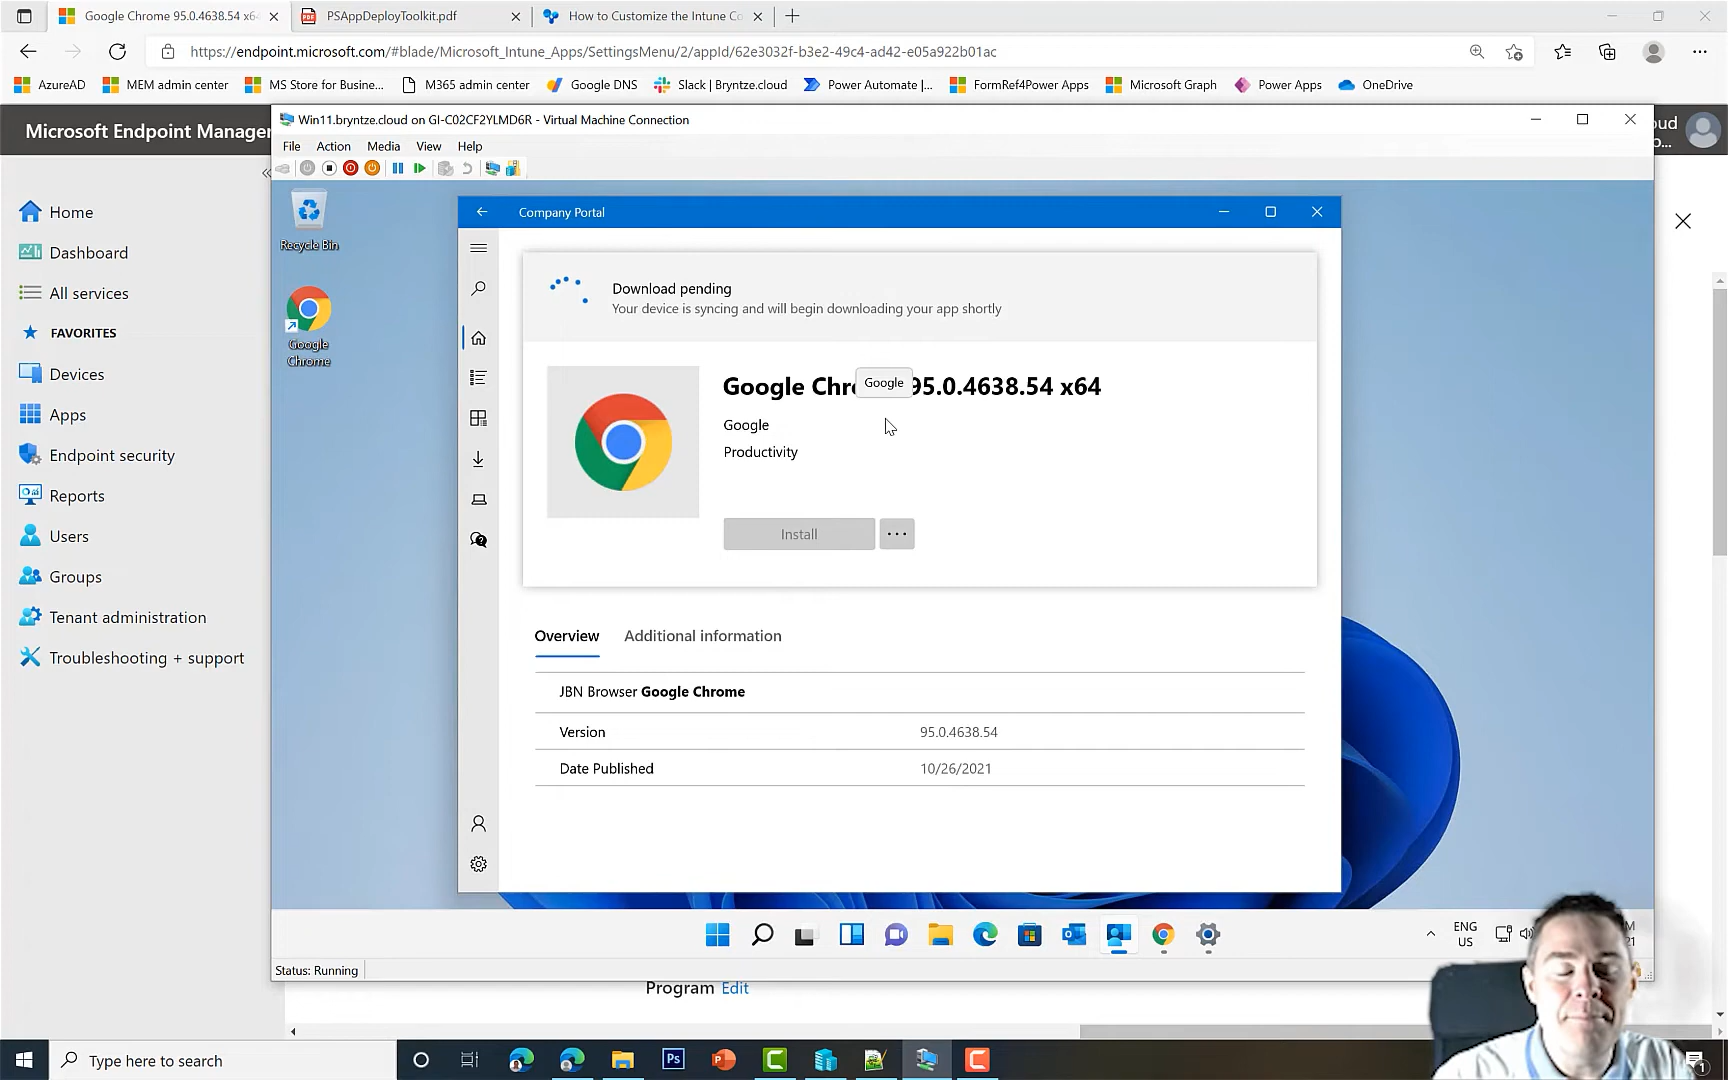 Google Chrome 95.0.4638.54 x64
PSAppDeployToolkit.pdf
How to Customize the Intune Co
https://endpoint.microsoft.com/#blade/Microsoft_Intune_Apps/SettingsMenu/2/appId/62e3032f-b3e2-49c4-ad42-e05a922b01ac
AzureAD
MEM admin center
MS Store for Busine...
M365 admin center
Google DNS
Slack | Bryntze.cloud
Power Automate |...
FormRef4Power Apps
Microsoft Graph
Power Apps
OneDrive
Microsoft Endpoint Manager
Win11.bryntze.cloud on GI-C02CF2YLMD6R - Virtual Machine Connection
File Action Media View Help
Home
Dashboard
All services
FAVORITES
Devices
Apps
Endpoint security
Reports
Users
Groups
Tenant administration
Troubleshooting + support
Recycle Bin
Google
Chrome
Company Portal
Download pending
Your device is syncing and will begin downloading your app shortly
Google Chr 95.0.4638.54 x64
Google
Google
Productivity
Install
Overview Additional information
JBN Browser Google Chrome
Version 95.0.4638.54
Date Published 10/26/2021
ENG
US
Status: Running
Program Edit
Type here to search
Ps